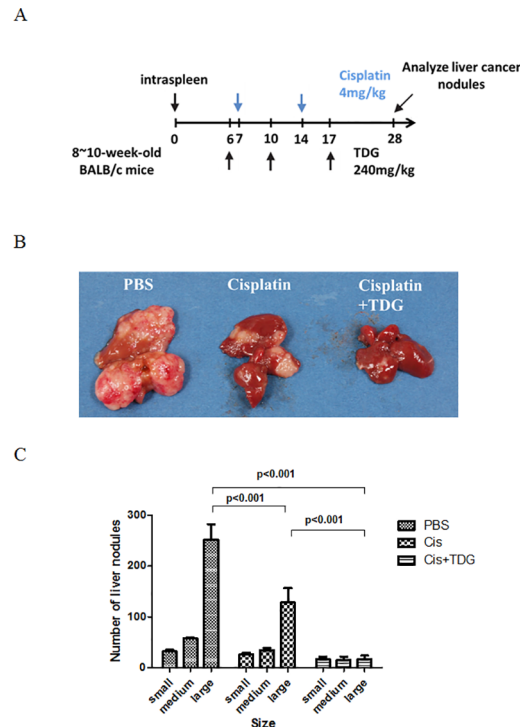 A
intraspleen
Cisplatin
4mg/kg
Analyze liver cancer
nodules
0 6 7 10 14 17 28
8~10-week-old
BALB/c mice
TDG
240mg/kg
B
PBS Cisplatin Cisplatin
+TDG
C
p<0.001
p<0.001
p<0.001
PBS
Cis
Cis+TDG
Number of liver nodules
300
200
100
0
small medium large small medium large small medium large
Size